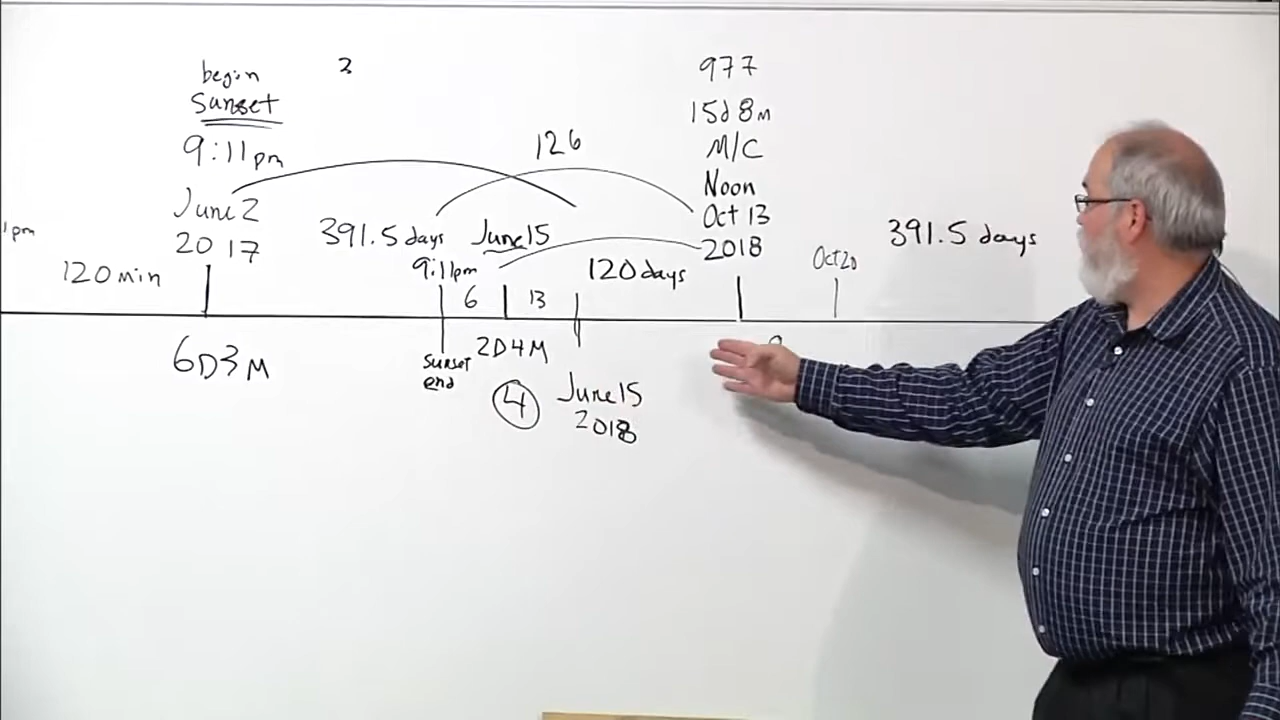 begin
Sunset
9:11pm
June 2
2017
1pm
120 min
6D3M
391.5 days
126
June 15
9:11pm
6
13
120 days
sunset
end
2D4M
4
June 15
2018
977
15d 8m
M/C
Noon
Oct 13
2018
Oct 20
391.5 days